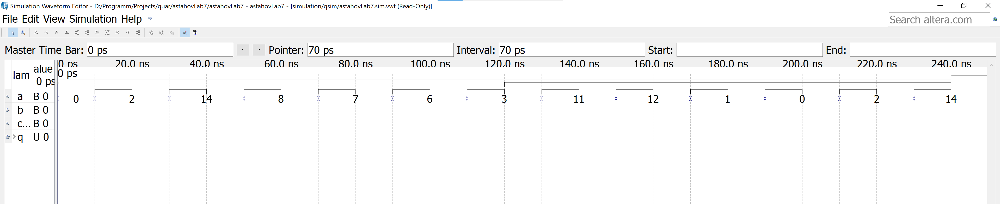 Simulation Waveform Editor - D:/Programm/Projects/quar/astahovLab7/astahovLab7 - astahovLab7 - [simulation/qsim/astahovLab7.sim.vwf (Read-Only)]
File Edit View Simulation Help
Search altera.com
Master Time Bar: 0 ps Pointer: 70 ps Interval: 70 ps Start: End:
0 ps 20.0 ns 40.0 ns 60.0 ns 80.0 ns 100.0 ns 120.0 ns 140.0 ns 160.0 ns 180.0 ns 200.0 ns 220.0 ns 240.0 ns
lam alue
0 ps
0 ps
a B 0
0 2 14 8 7 6 3 11 12 1 0 2 14
b B 0
c... B 0
q U 0